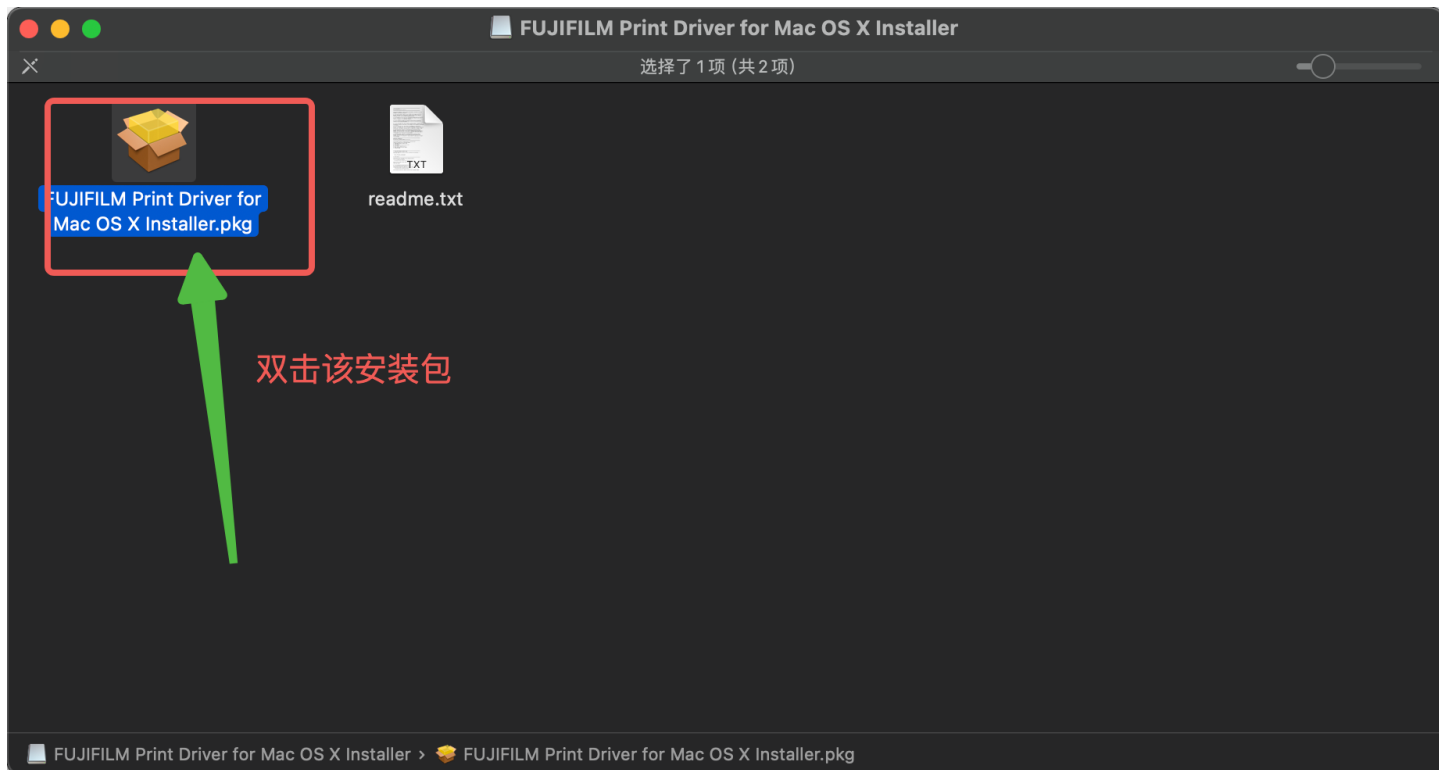 FUJIFILM Print Driver for Mac OS X Installer
选择了1项 (共2项)
FUJIFILM Print Driver for
Mac OS X Installer.pkg
TXT
readme.txt
双击该安装包
FUJIFILM Print Driver for Mac OS X Installer › FUJIFILM Print Driver for Mac OS X Installer.pkg